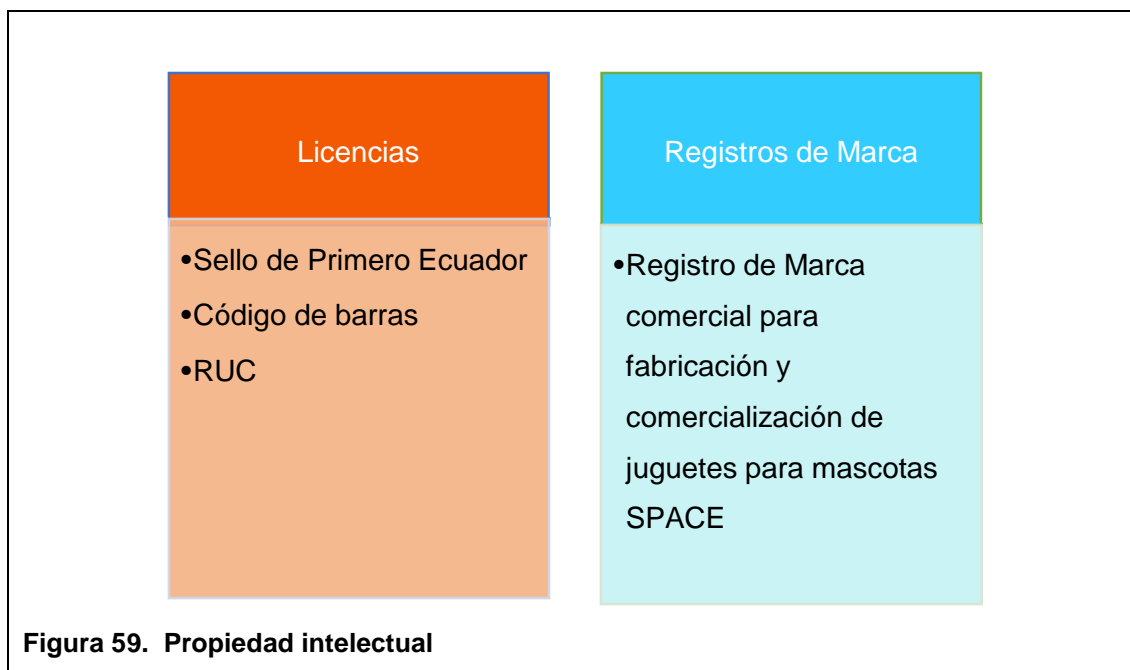 Licencias
•Sello de Primero Ecuador
•Código de barras
•RUC
Registros de Marca
•Registro de Marca
comercial para
fabricación y
comercialización de
juguetes para mascotas
SPACE
Figura 59. Propiedad intelectual